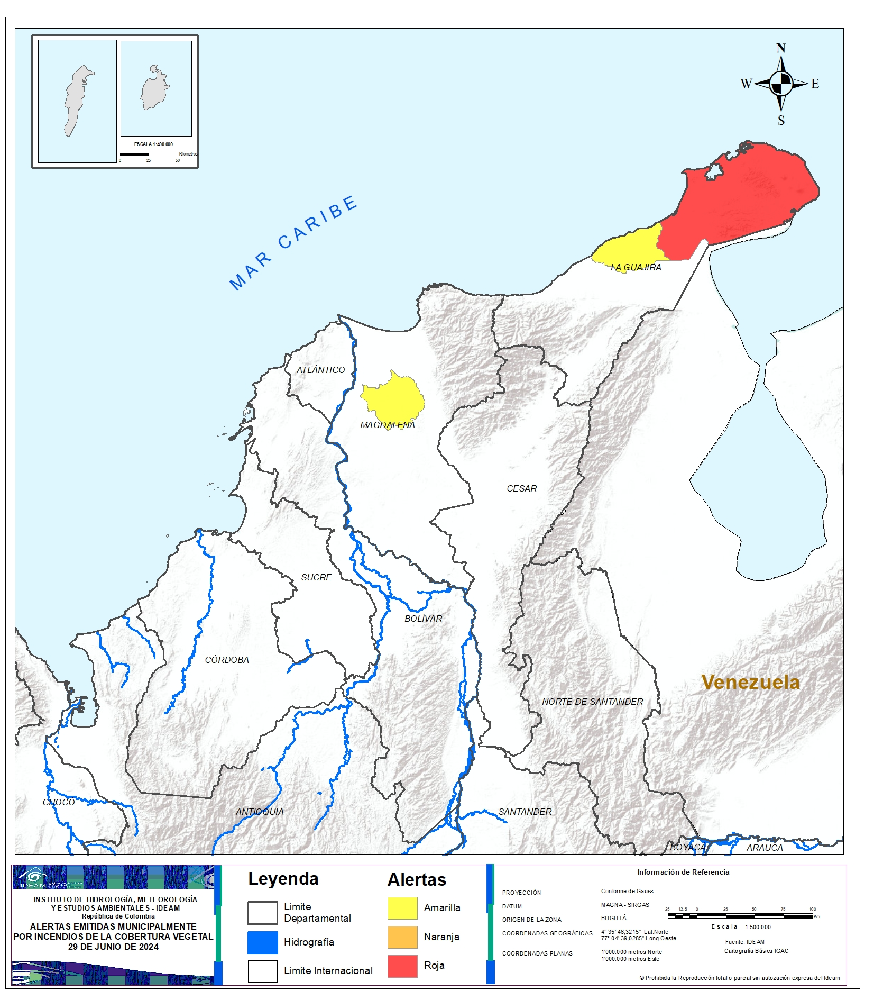 N
W
E
S
ESCALA 1:400.000
Kilómetros
0 25 50
MAR CARIBE
LA GUAJIRA
ATLÁNTICO
MAGDALENA
CESAR
SUCRE
BOLÍVAR
CÓRDOBA
Venezuela
NORTE DE SANTANDER
CHOCÓ
ANTIOQUIA
SANTANDER
BOYACÁ
ARAUCA
IDEAM
INSTITUTO DE HIDROLOGÍA, METEOROLOGÍA
Y ESTUDIOS AMBIENTALES - IDEAM
República de Colombia
ALERTAS EMITIDAS MUNICIPALMENTE
POR INCENDIOS DE LA COBERTURA VEGETAL
29 DE JUNIO DE 2024
Leyenda
Limite
Departamental
Hidrografía
Limite Internacional
Alertas
Amarilla
Naranja
Roja
Información de Referencia
PROYECCIÓN Conforme de Gauss
DATUM MAGNA - SIRGAS
ORIGEN DE LA ZONA BOGOTÁ
COORDENADAS GEOGRÁFICAS 4° 35' 46,3215" Lat.Norte
77° 04' 39,0285" Long.Oeste
COORDENADAS PLANAS 1'000.000 metros Norte
1'000.000 metros Este
25 12,5 0 25 50 75 100
Km
Escala 1:500.000
Fuente: IDEAM
Cartografía Básica IGAC
© Prohibida la Reproducción total o parcial sin autozación expresa del Ideam